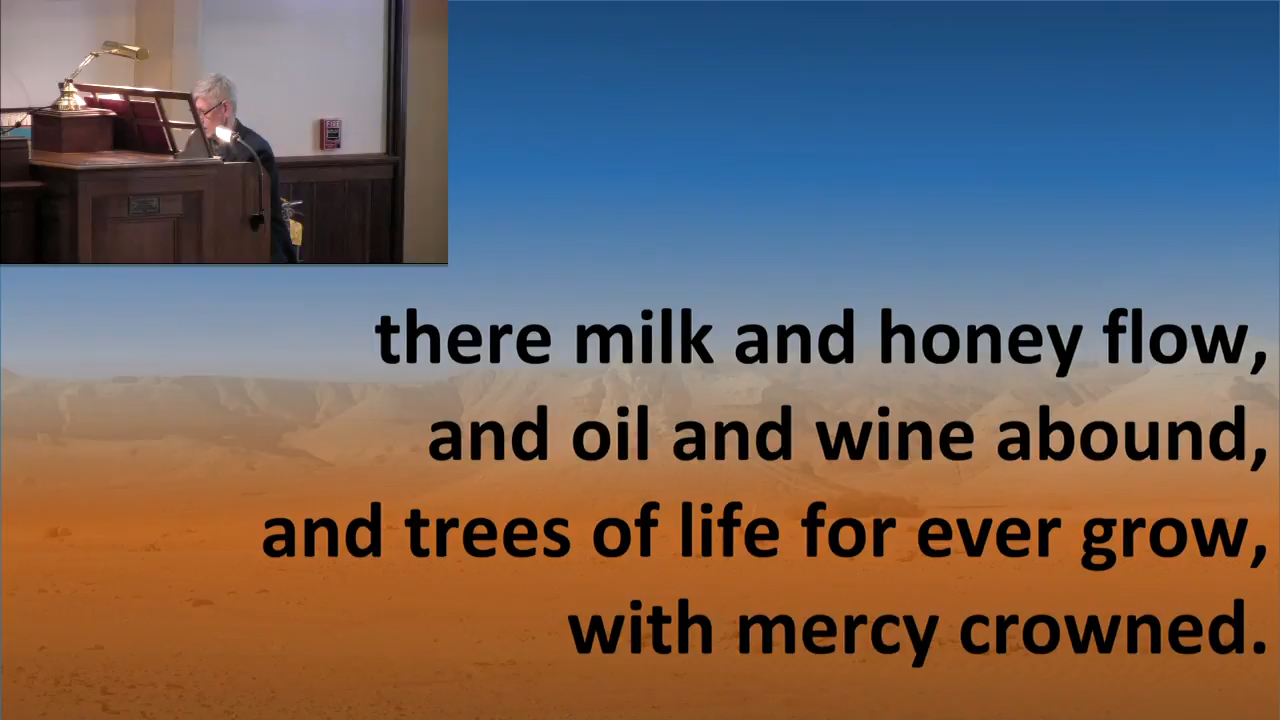 FIRE
there milk and honey flow,
and oil and wine abound,
and trees of life for ever grow,
with mercy crowned.